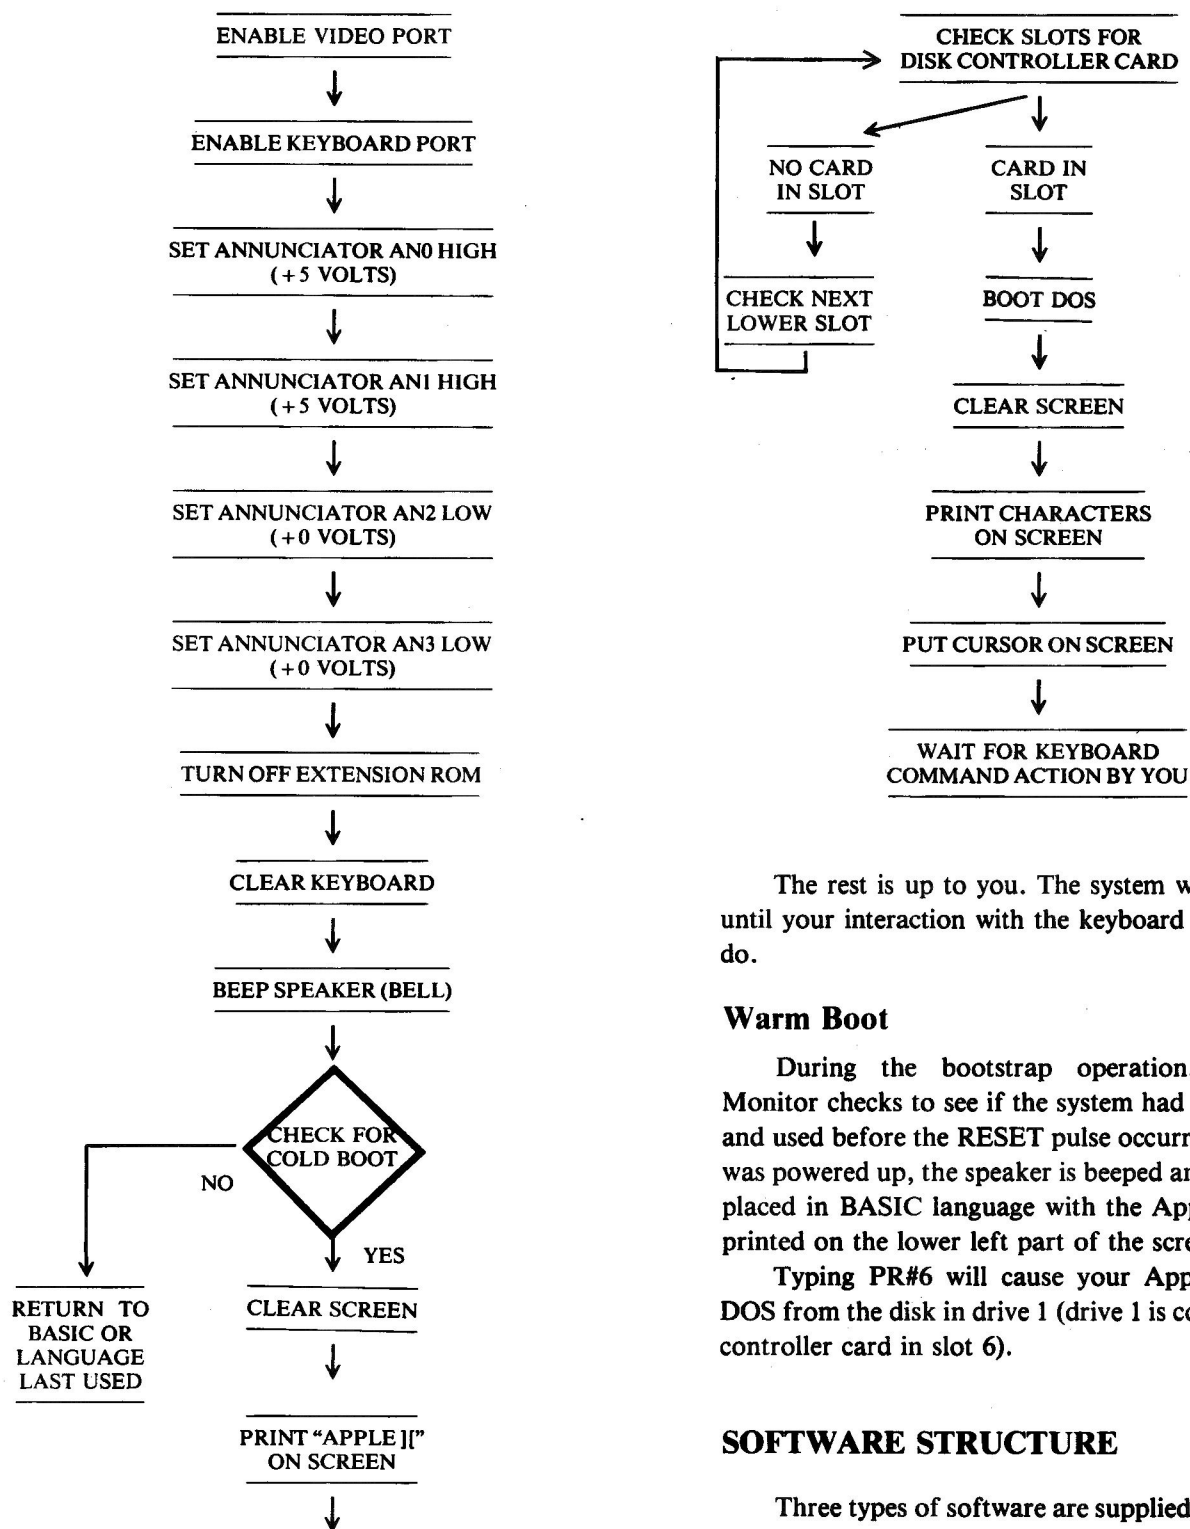 ENABLE VIDEO PORT
ENABLE KEYBOARD PORT
SET ANNUNCIATOR AN0 HIGH
(+5 VOLTS)
SET ANNUNCIATOR AN1 HIGH
(+5 VOLTS)
SET ANNUNCIATOR AN2 LOW
(+0 VOLTS)
SET ANNUNCIATOR AN3 LOW
(+0 VOLTS)
TURN OFF EXTENSION ROM
CLEAR KEYBOARD
BEEP SPEAKER (BELL)
CHECK FOR
COLD BOOT
NO
YES
RETURN TO
BASIC OR
LANGUAGE
LAST USED
CLEAR SCREEN
PRINT “APPLE ][”
ON SCREEN
CHECK SLOTS FOR
DISK CONTROLLER CARD
NO CARD
IN SLOT
CARD IN
SLOT
CHECK NEXT
LOWER SLOT
BOOT DOS
CLEAR SCREEN
PRINT CHARACTERS
ON SCREEN
PUT CURSOR ON SCREEN
WAIT FOR KEYBOARD
COMMAND ACTION BY YOU
The rest is up to you. The system w
until your interaction with the keyboard
do.
Warm Boot
During the bootstrap operation
Monitor checks to see if the system had
and used before the RESET pulse occurr
was powered up, the speaker is beeped an
placed in BASIC language with the App
printed on the lower left part of the scre
Typing PR#6 will cause your App
DOS from the disk in drive 1 (drive 1 is co
controller card in slot 6).
SOFTWARE STRUCTURE
Three types of software are supplied